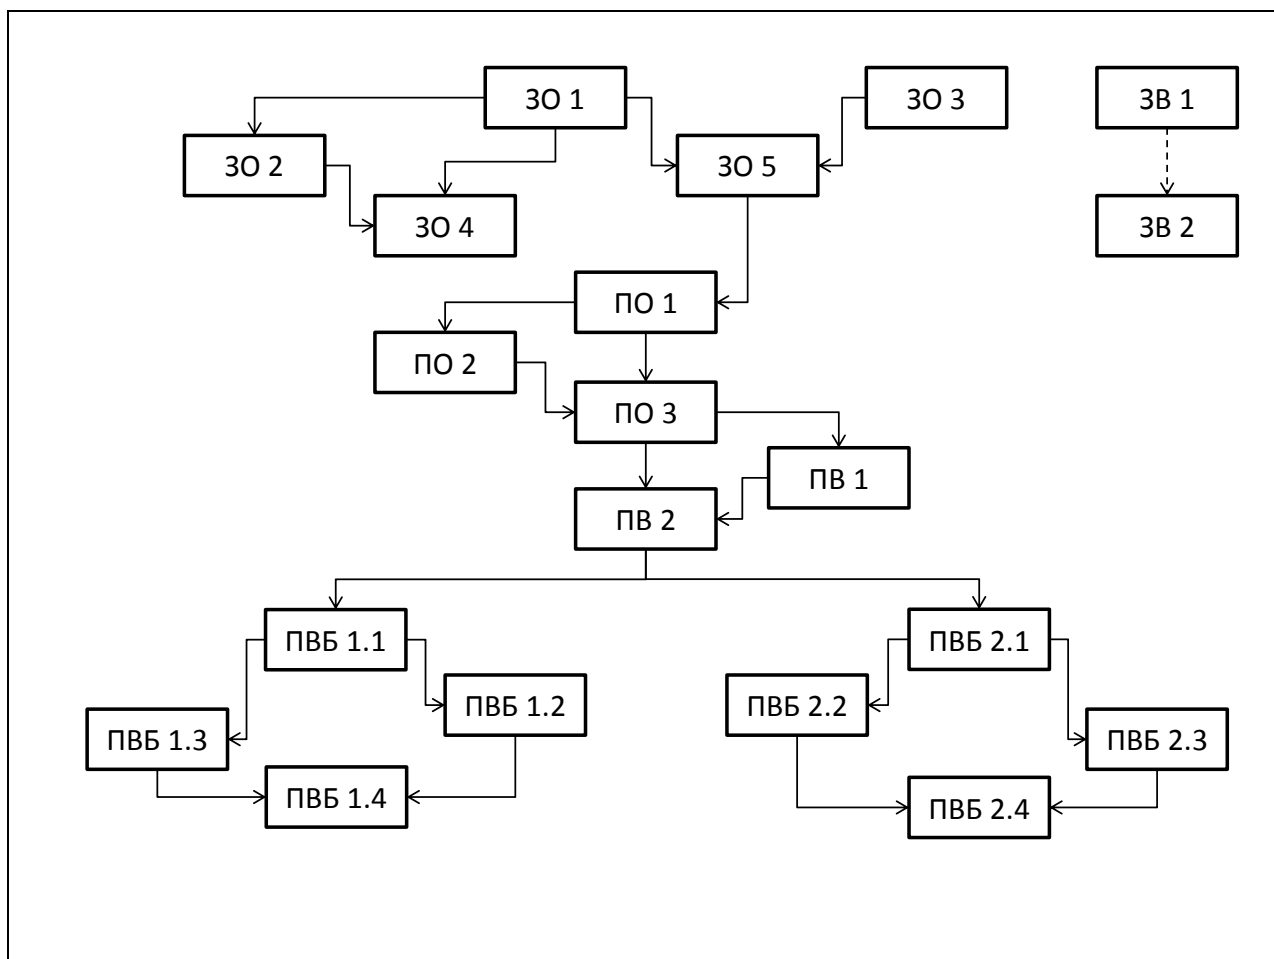 ЗО 1
ЗО 3
ЗВ 1
ЗО 2
ЗО 5
ЗО 4
ЗВ 2
ПО 1
ПО 2
ПО 3
ПВ 1
ПВ 2
ПВБ 1.1
ПВБ 2.1
ПВБ 1.2
ПВБ 2.2
ПВБ 1.3
ПВБ 2.3
ПВБ 1.4
ПВБ 2.4